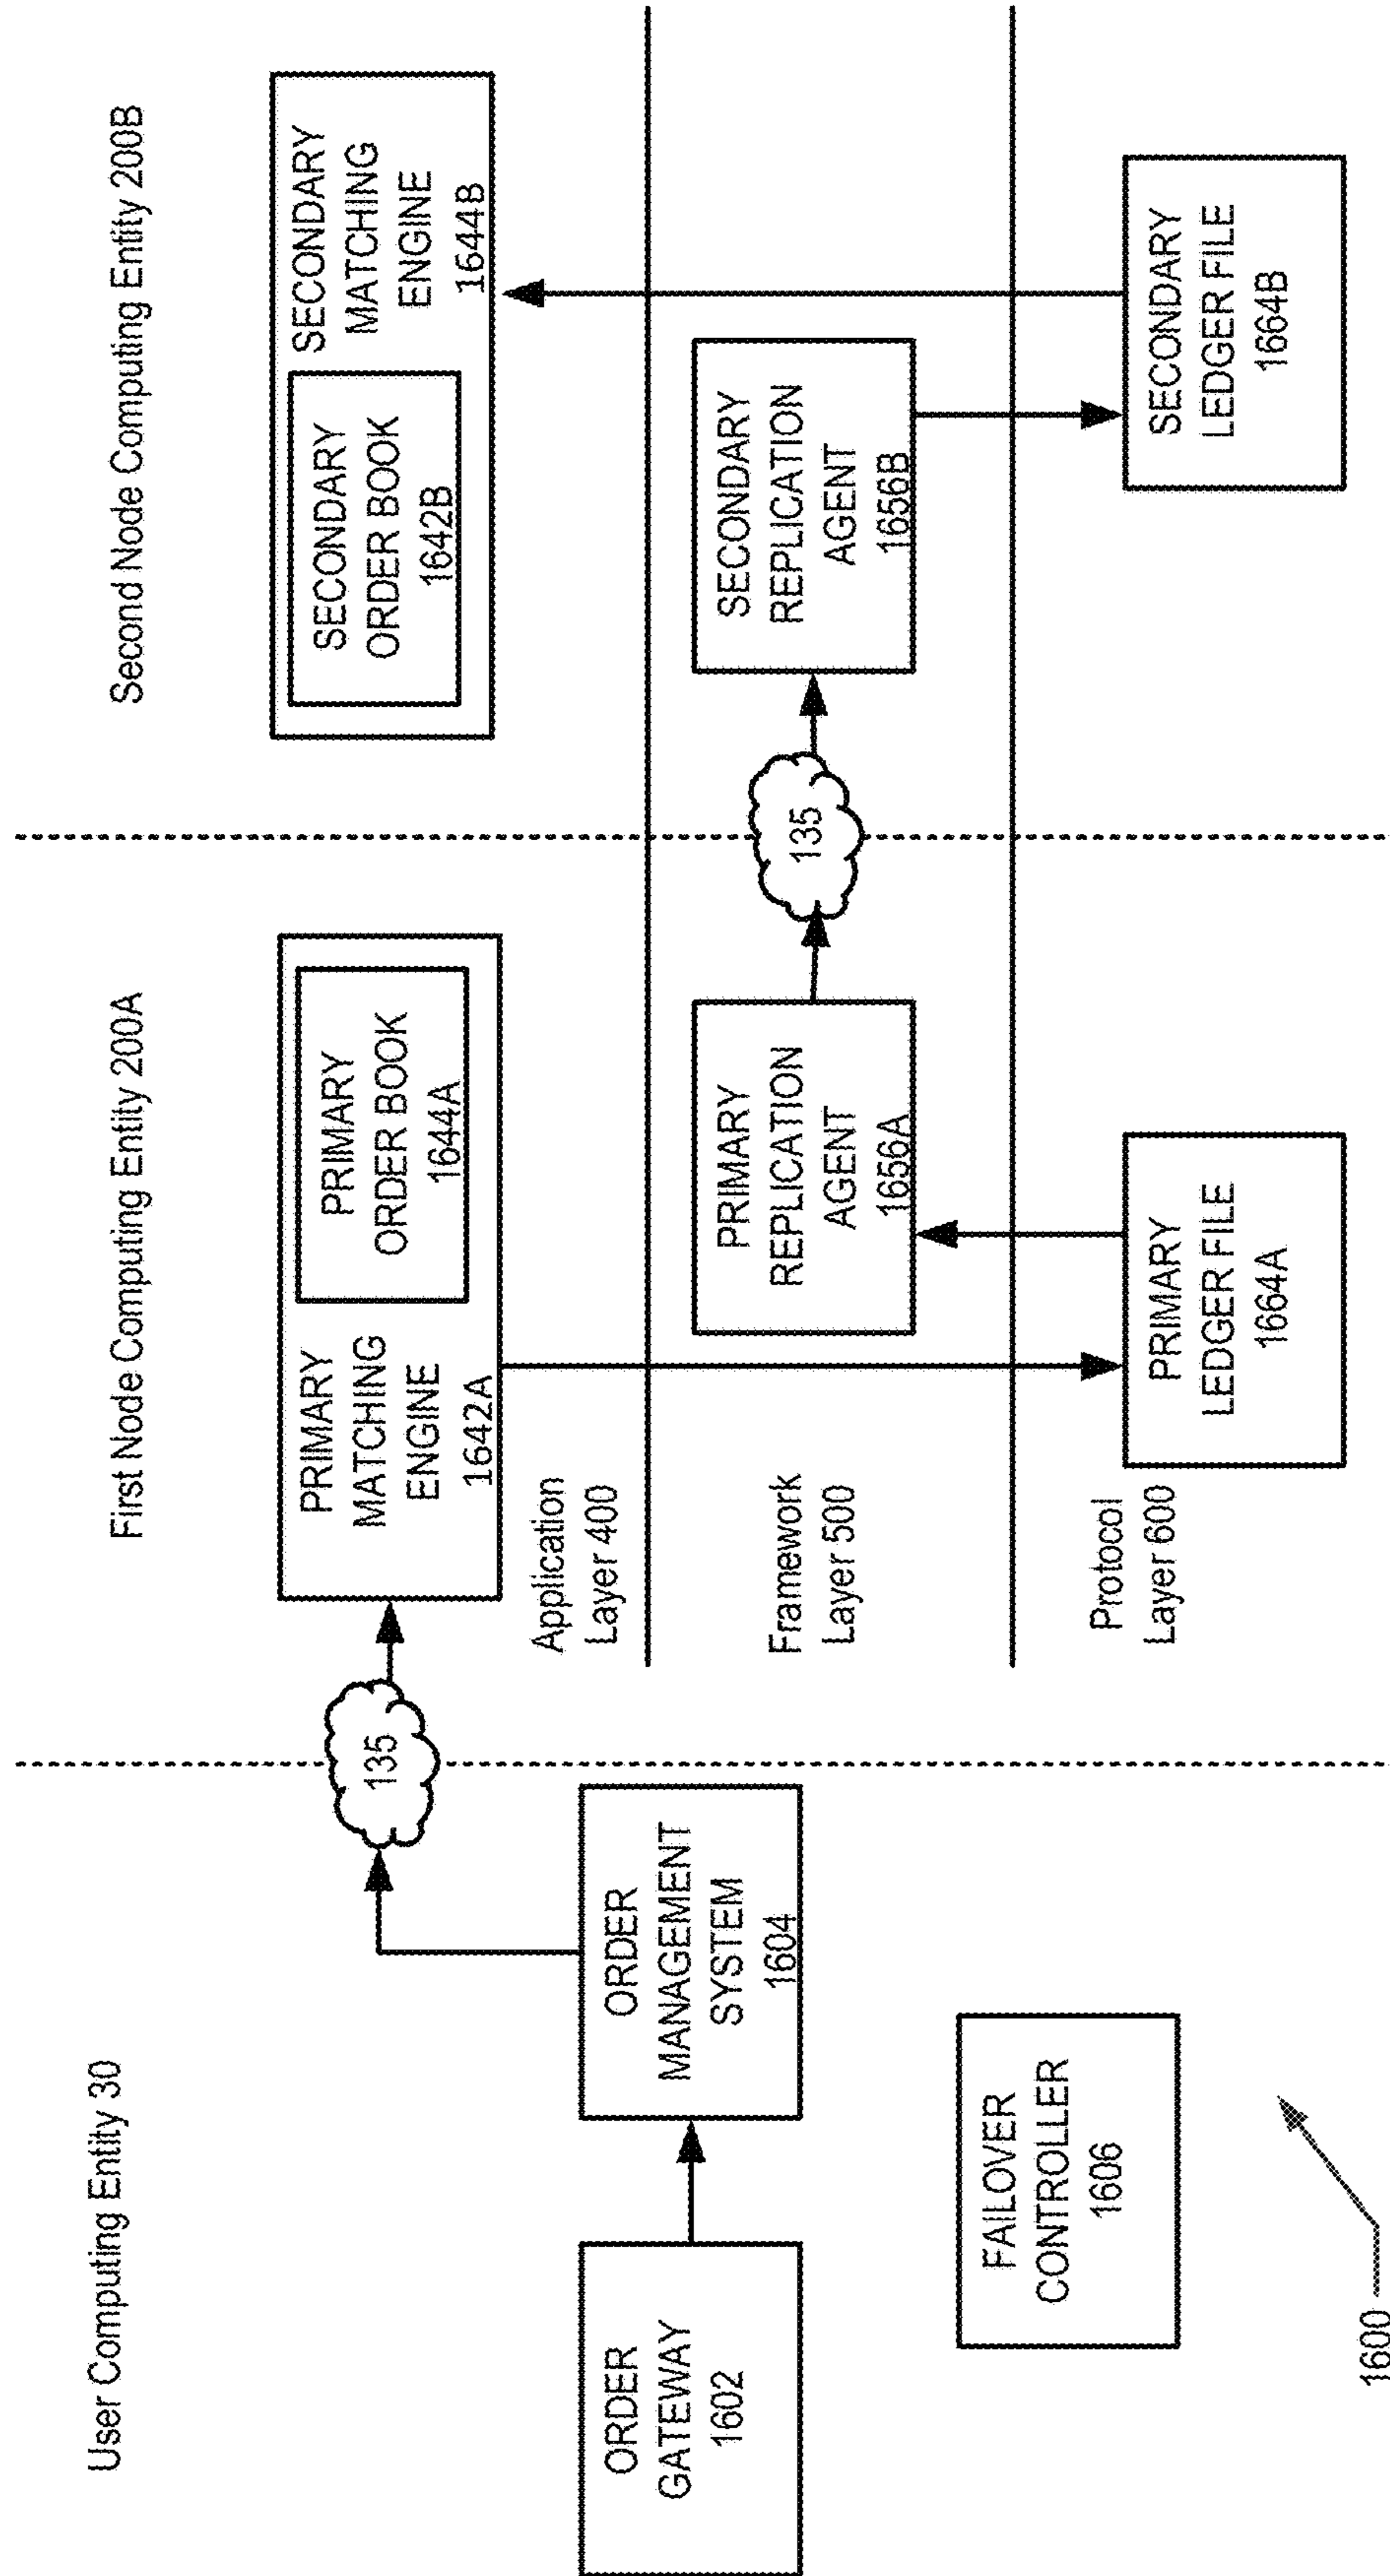 User Computing Entity 30
First Node Computing Entity 200A
Second Node Computing Entity 200B
ORDER
GATEWAY
1602
ORDER
MANAGEMENT
SYSTEM
1604
FAILOVER
CONTROLLER
1606
1600
135
PRIMARY
MATCHING
ENGINE
1642A
PRIMARY
ORDER BOOK
1644A
Application
Layer 400
Framework
Layer 500
Protocol
Layer 600
PRIMARY
REPLICATION
AGENT
1656A
PRIMARY
LEDGER FILE
1664A
135
SECONDARY
ORDER BOOK
1642B
SECONDARY
MATCHING
ENGINE
1644B
SECONDARY
REPLICATION
AGENT
1656B
SECONDARY
LEDGER FILE
1664B